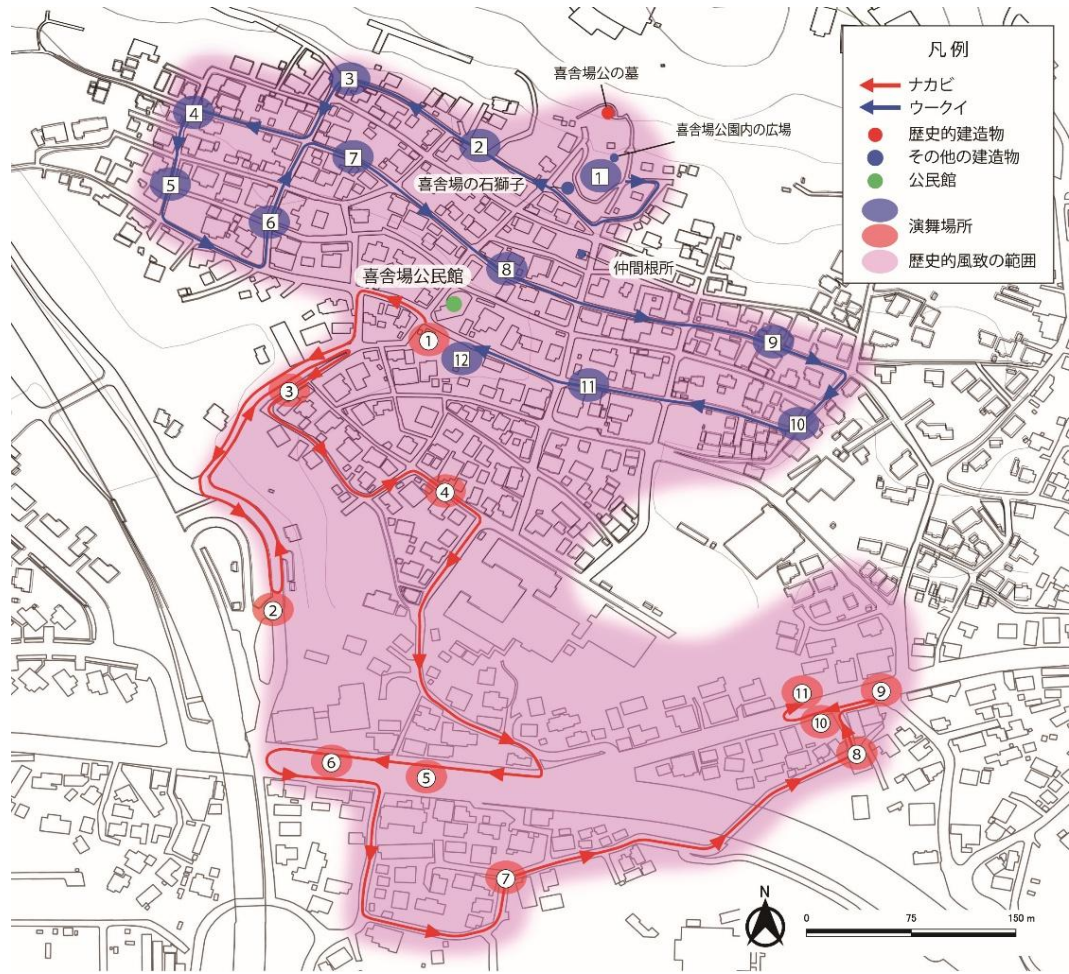 凡例
ナカビ
ウークイ
歴史的建造物
その他の建造物
公民館
演舞場所
歴史的風致の範囲
喜舎場公の墓
喜舎場公園内の広場
喜舎場の石獅子
仲間根所
喜舎場公民館
1
2
3
4
5
6
7
8
9
10
11
12
①
②
③
④
⑤
⑥
⑦
⑧
⑨
⑩
⑪
N
0 75 150 m